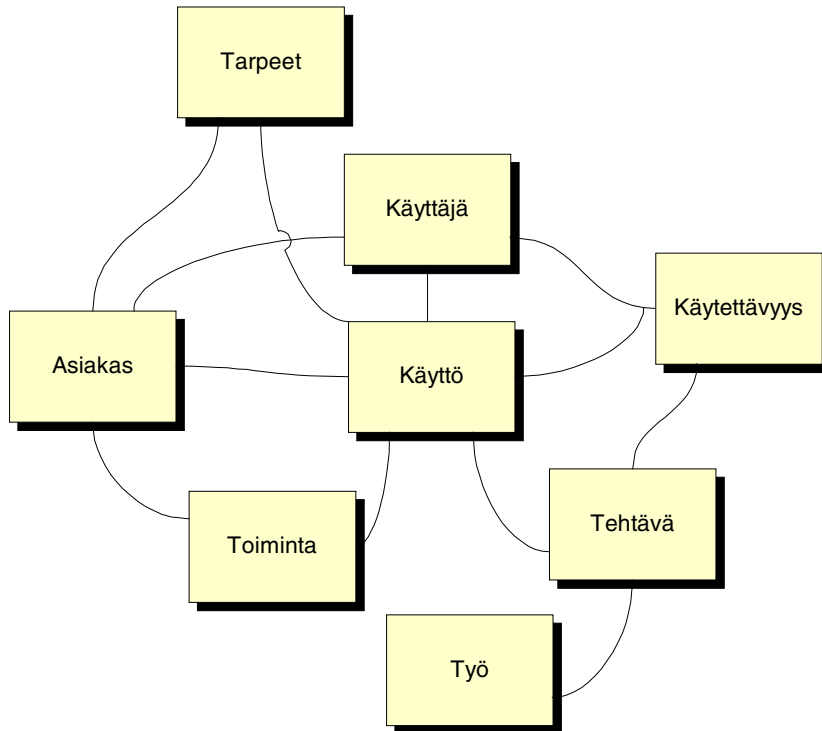 Tarpeet
Käyttäjä
Käytettävyys
Asiakas
Käyttö
Toiminta
Tehtävä
Työ